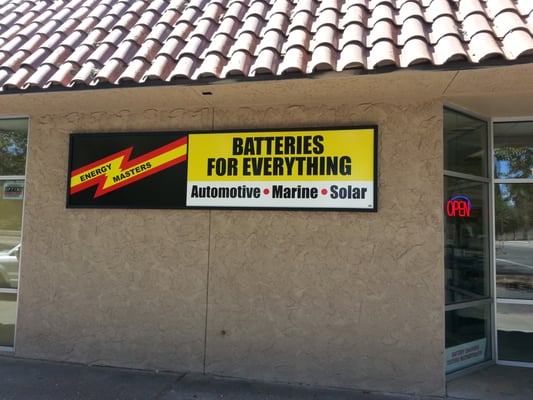 ENERGY
MASTERS
BATTERIES
FOR EVERYTHING
Automotive • Marine • Solar
OPEN